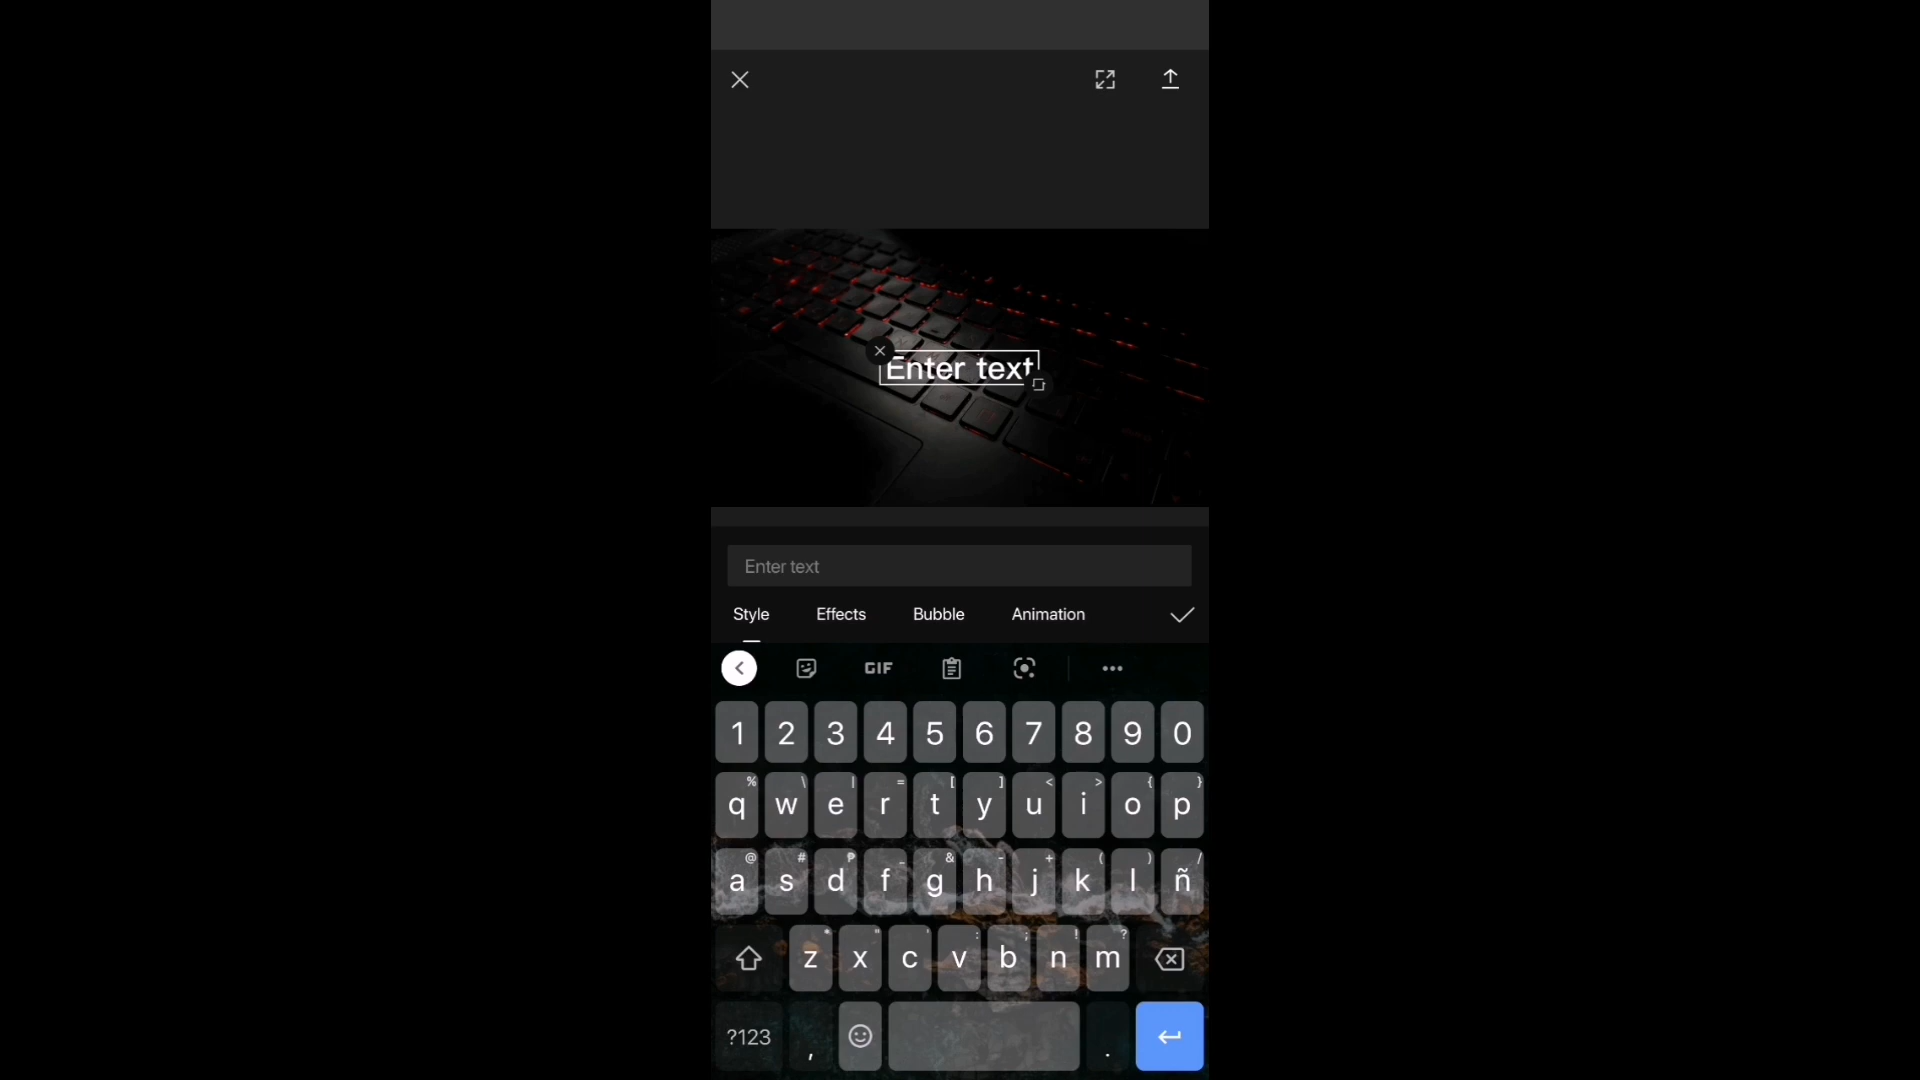 Enter text
Enter text
Style Effects Bubble Animation
GIF
1 2 3 4 5 6 7 8 9 0
% \ | = [ ] < > { }
q w e r t y u i o p
@ # ₱ _ & - + ( ) /
a s d f g h j k l ñ
* " ' : ; ! ?
z x c v b n m
?123 , .